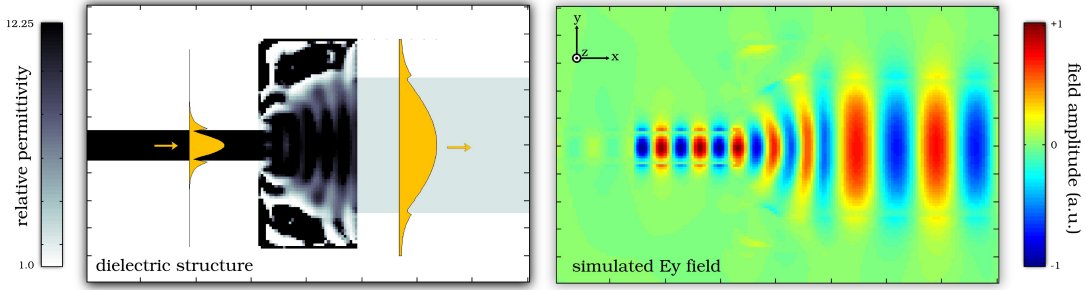 12.25
relative permittivity
1.0
dielectric structure
y
z
x
simulated Ey field
+1
0
-1
field amplitude (a.u.)